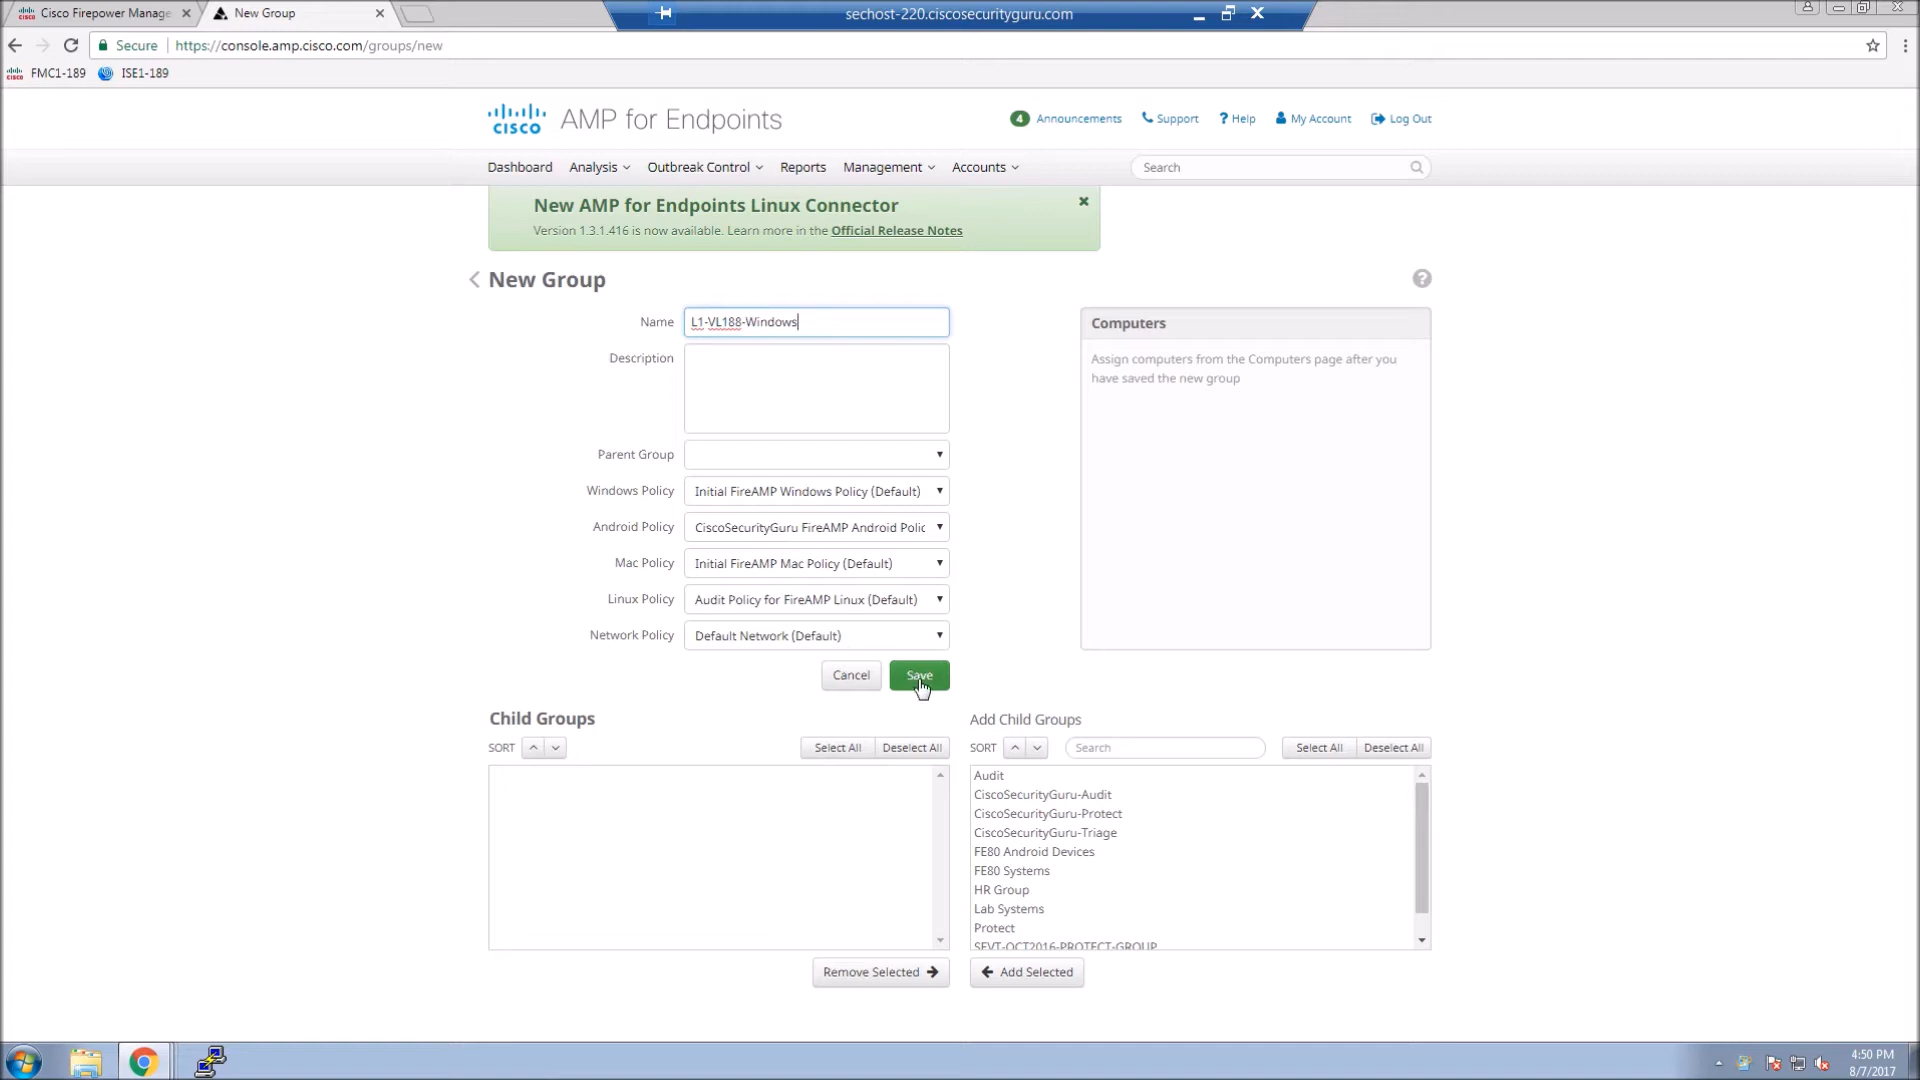 Cisco Firepower Manage
New Group
sechost-220.ciscosecurityguru.com
Secure
https://console.amp.cisco.com/groups/new
FMC1-189
ISE1-189
cisco
AMP for Endpoints
4 Announcements
Support
? Help
My Account
Log Out
Dashboard
Analysis
Outbreak Control
Reports
Management
Accounts
Search
New AMP for Endpoints Linux Connector
Version 1.3.1.416 is now available. Learn more in the Official Release Notes
New Group
?
Name
L1-VL188-Windows
Description
Parent Group
Windows Policy
Initial FireAMP Windows Policy (Default)
Android Policy
CiscoSecurityGuru FireAMP Android Polic
Mac Policy
Initial FireAMP Mac Policy (Default)
Linux Policy
Audit Policy for FireAMP Linux (Default)
Network Policy
Default Network (Default)
Cancel
Save
Computers
Assign computers from the Computers page after you
have saved the new group
Child Groups
SORT
Select All
Deselect All
Remove Selected
Add Child Groups
SORT
Search
Select All
Deselect All
Audit
CiscoSecurityGuru-Audit
CiscoSecurityGuru-Protect
CiscoSecurityGuru-Triage
FE80 Android Devices
FE80 Systems
HR Group
Lab Systems
Protect
SEVT-OCT2016-PROTECT-GROUP
Add Selected
4:50 PM
8/7/2017